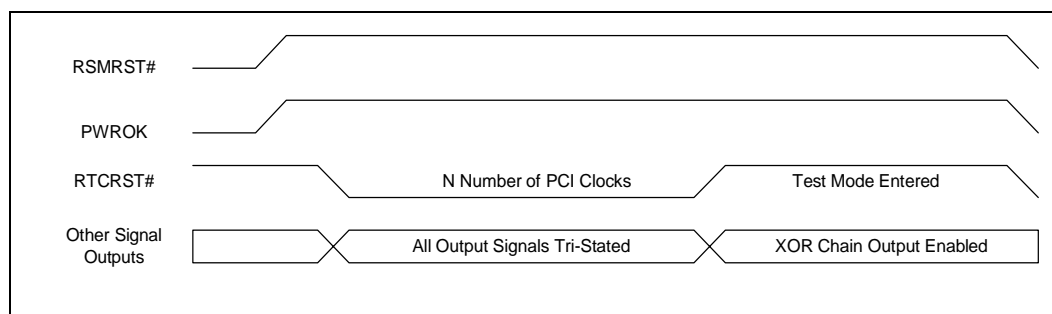 RSMRST#
PWROK
RTCRST#
N Number of PCI Clocks
Test Mode Entered
Other Signal
Outputs
All Output Signals Tri-Stated
XOR Chain Output Enabled